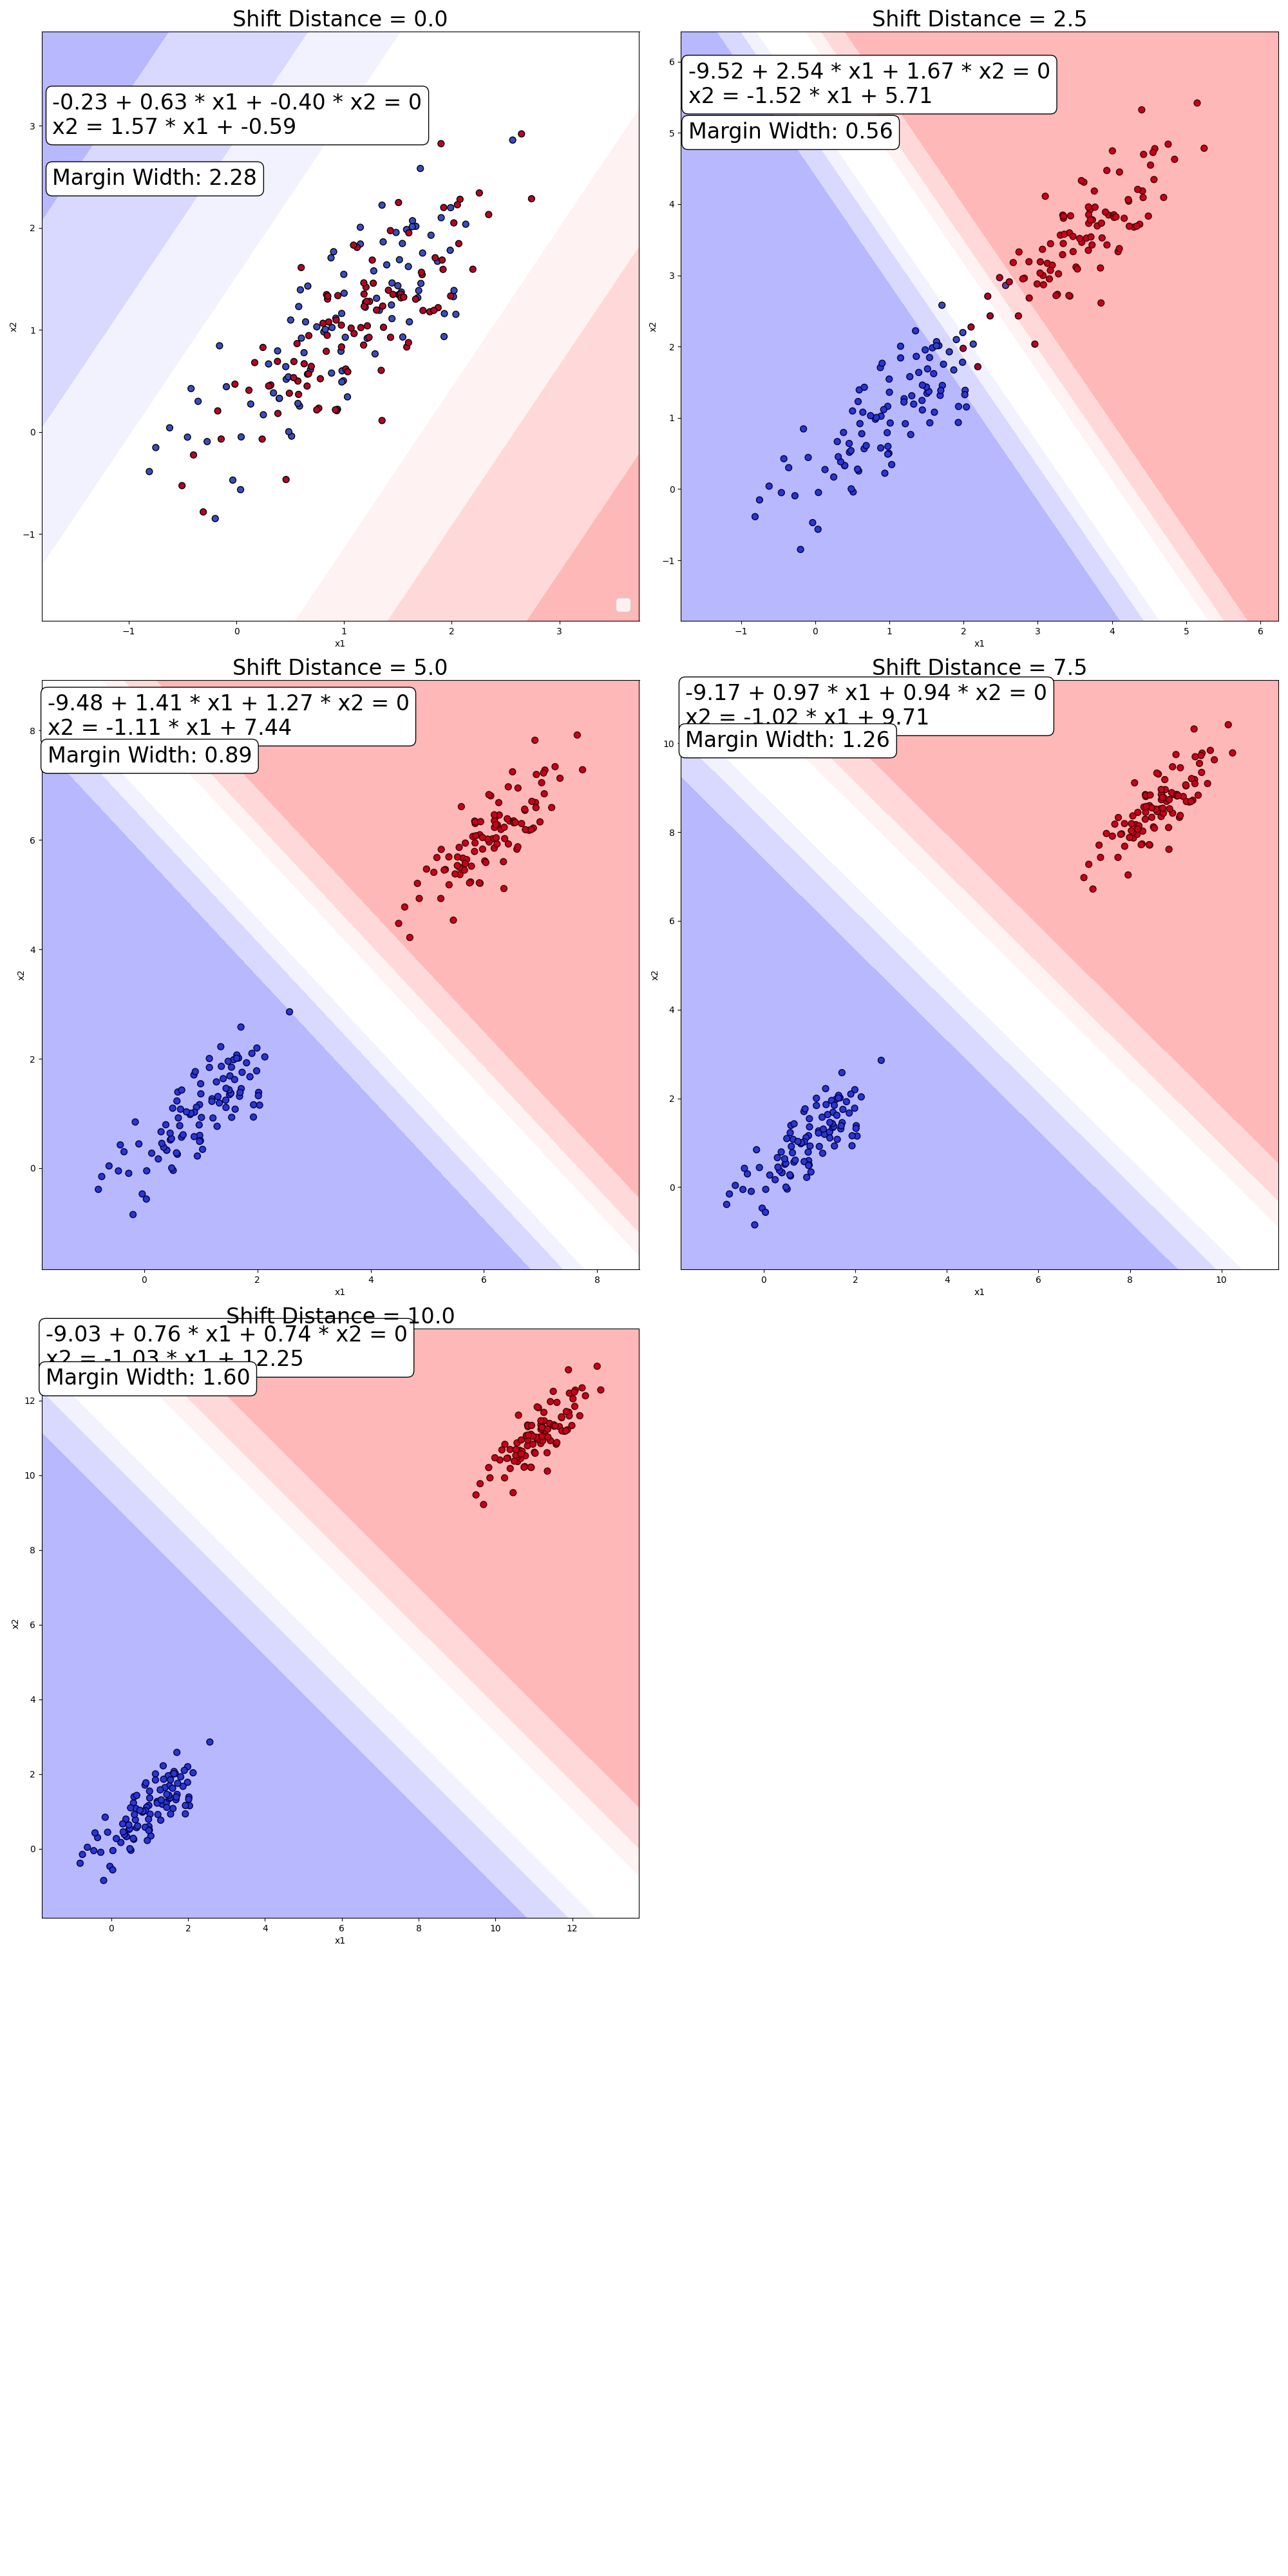 Shift Distance = 0.0
-0.23 + 0.63 * x1 + -0.40 * x2 = 0
x2 = 1.57 * x1 + -0.59
Margin Width: 2.28
3
2
1
0
−1
x2
−1
0
1
2
3
x1
Shift Distance = 2.5
-9.52 + 2.54 * x1 + 1.67 * x2 = 0
x2 = -1.52 * x1 + 5.71
Margin Width: 0.56
6
5
4
3
2
1
0
−1
x2
−1
0
1
2
3
4
5
6
x1
Shift Distance = 5.0
-9.48 + 1.41 * x1 + 1.27 * x2 = 0
x2 = -1.11 * x1 + 7.44
Margin Width: 0.89
8
6
4
2
0
x2
0
2
4
6
8
x1
Shift Distance = 7.5
-9.17 + 0.97 * x1 + 0.94 * x2 = 0
x2 = -1.02 * x1 + 9.71
Margin Width: 1.26
10
8
6
4
2
0
x2
0
2
4
6
8
10
x1
Shift Distance = 10.0
-9.03 + 0.76 * x1 + 0.74 * x2 = 0
x2 = -1.03 * x1 + 12.25
Margin Width: 1.60
12
10
8
6
4
2
0
x2
0
2
4
6
8
10
12
x1